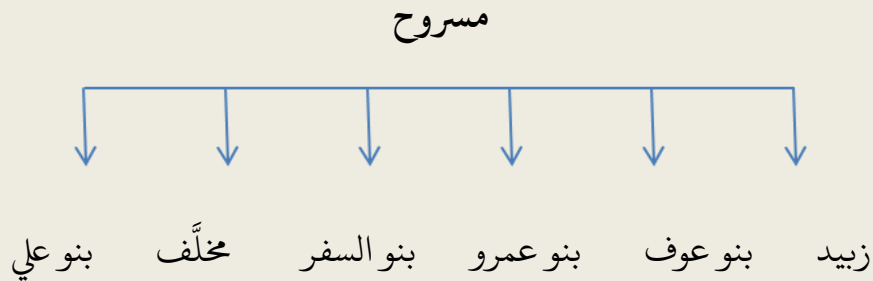 مسروح
زبيد بنو عوف بنو عمرو بنو السفر مخلَّف بنو علي